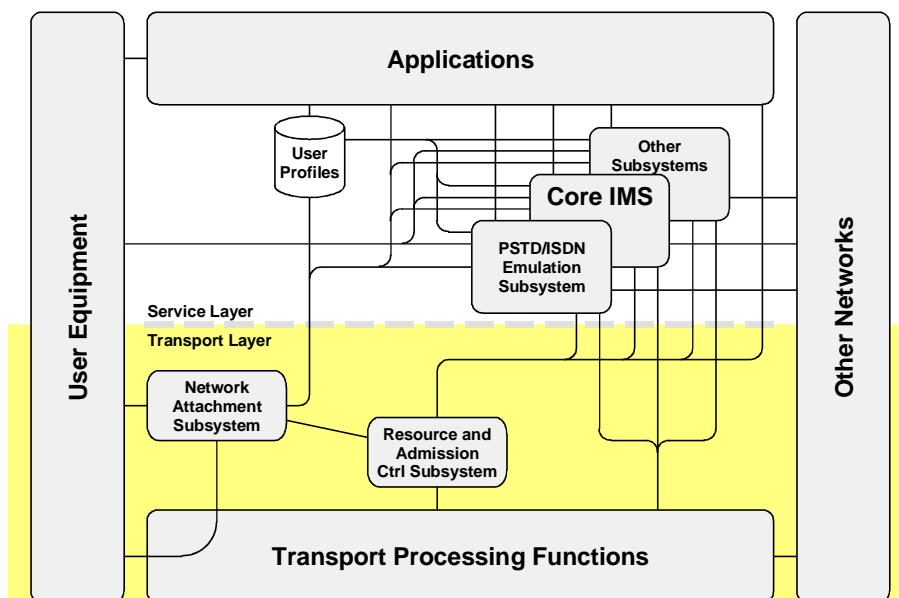 Applications
User
Profiles
Other
Subsystems
Core IMS
PSTD/ISDN
Emulation
Subsystem
User Equipment
Other Networks
Service Layer
Transport Layer
Network
Attachment
Subsystem
Resource and
Admission
Ctrl Subsystem
Transport Processing Functions